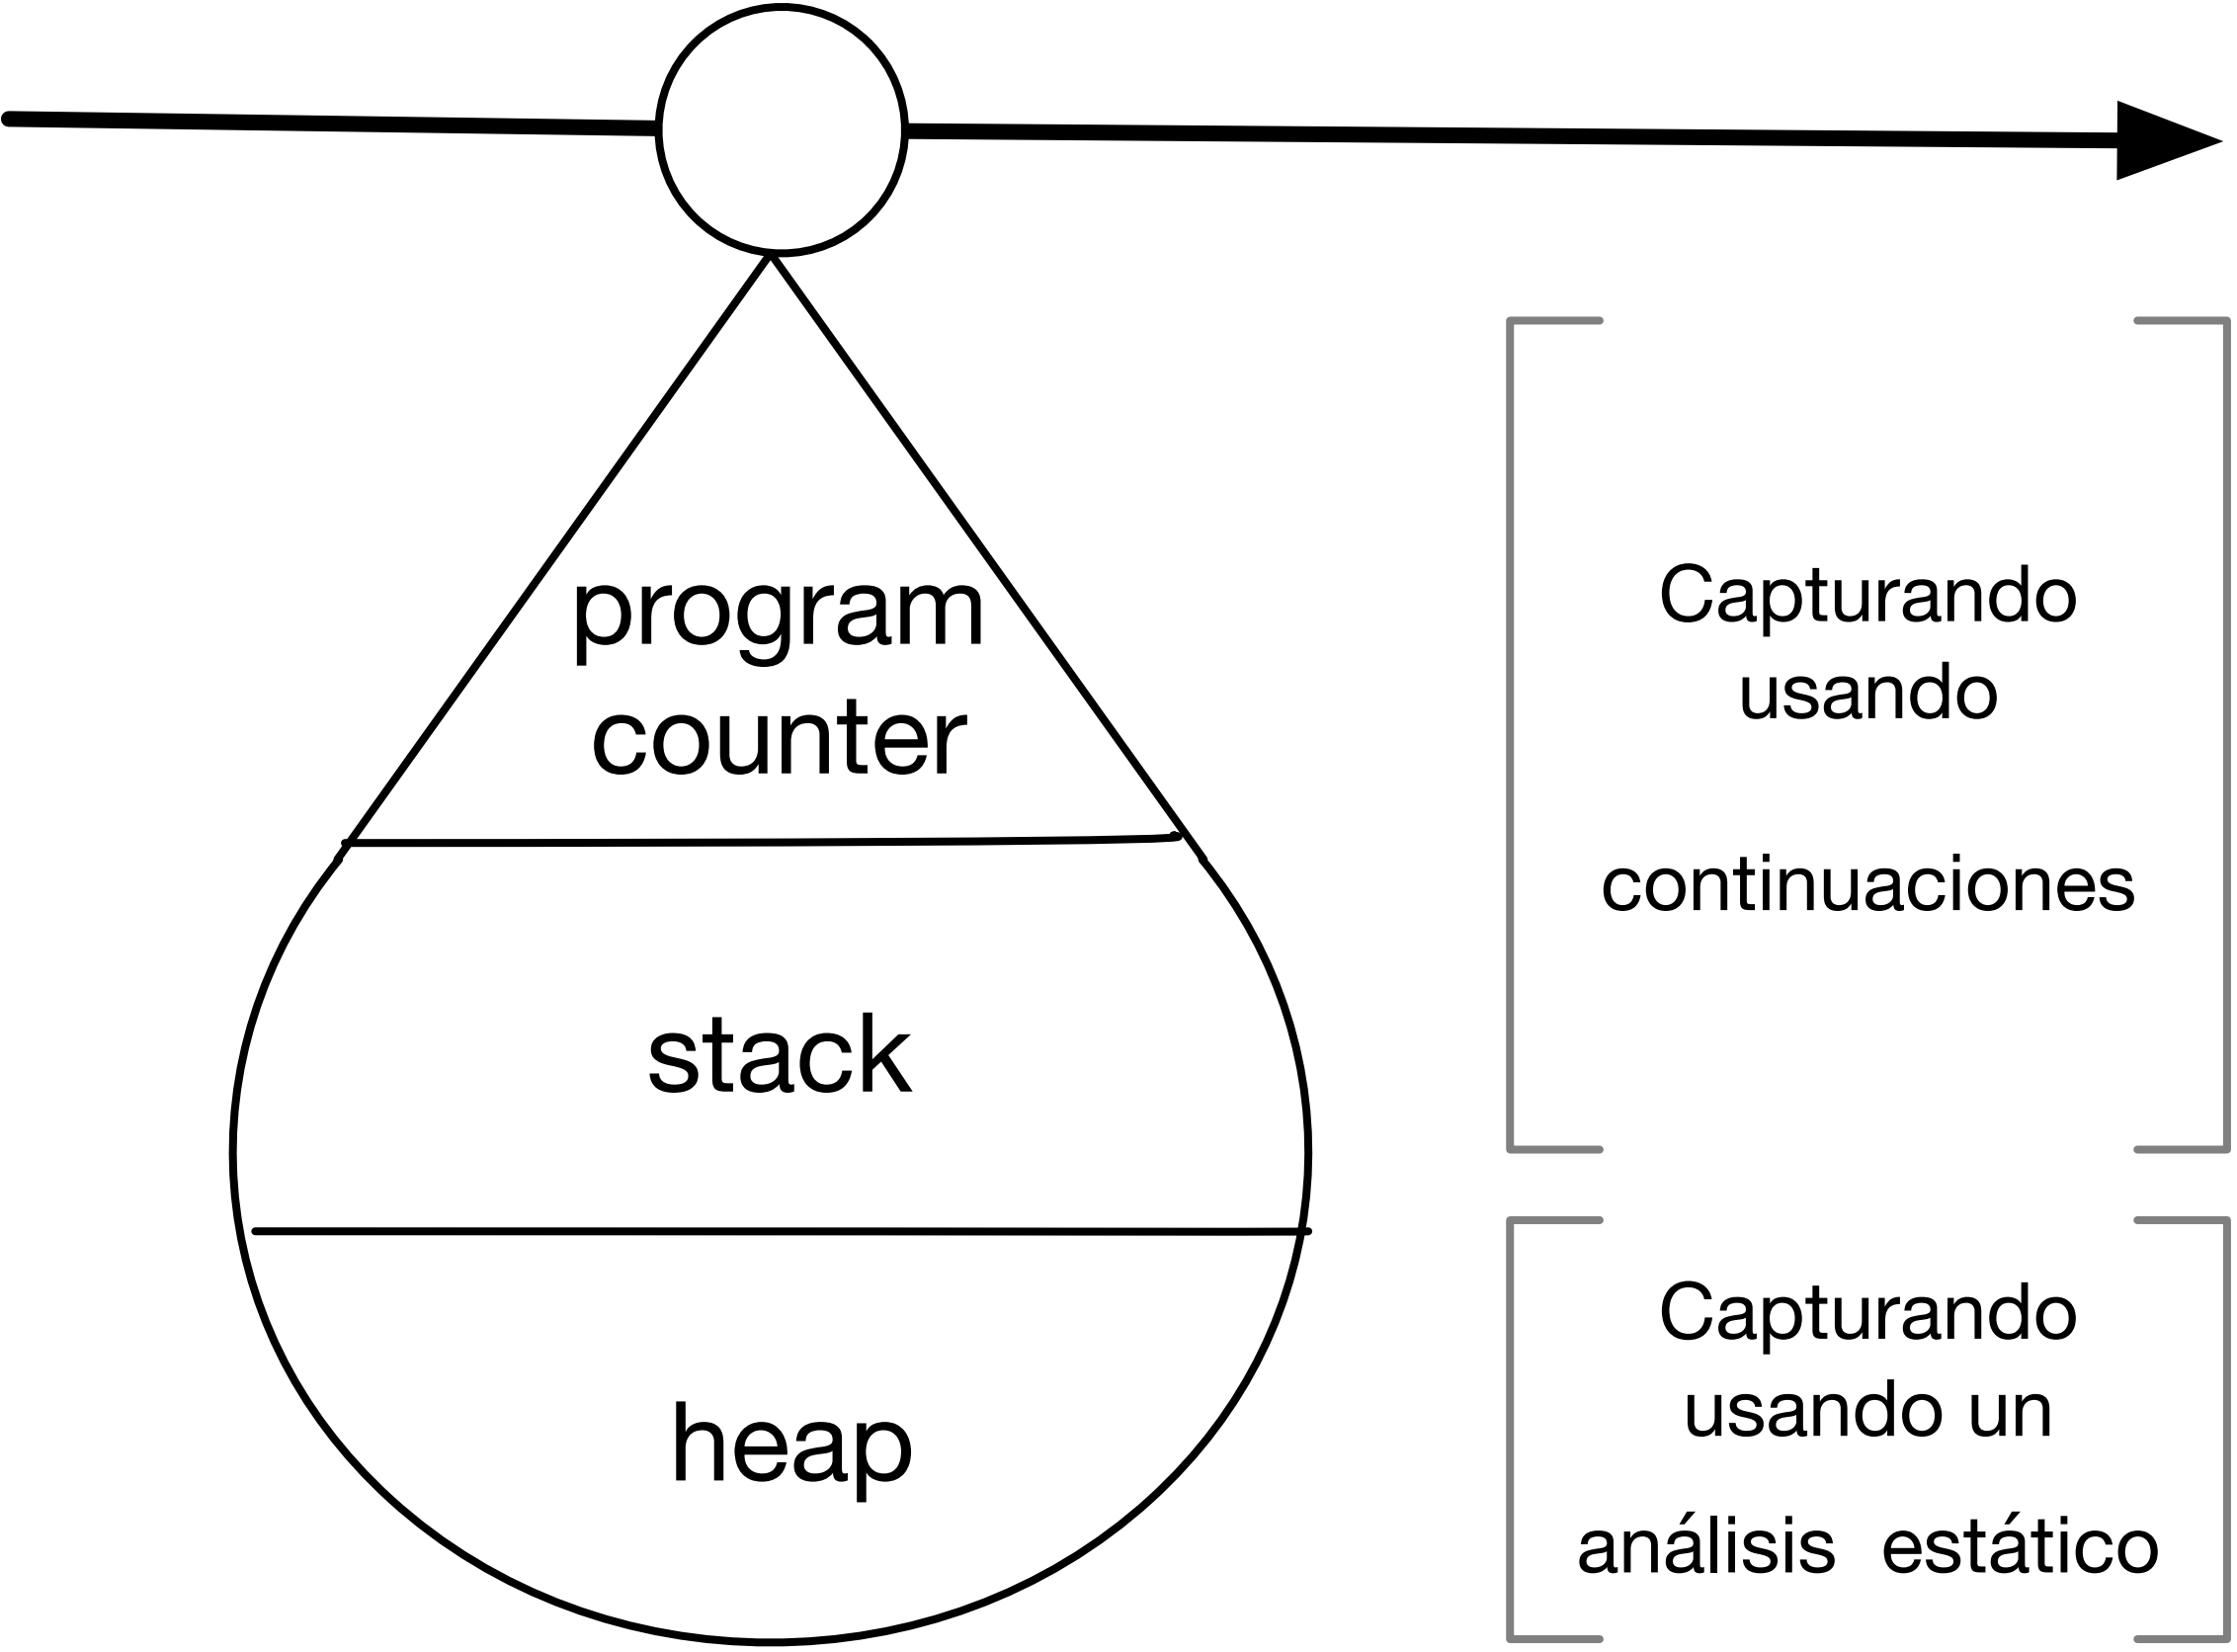 program
counter
stack
heap
Capturando
usando
continuaciones
Capturando
usando un
análisis estático